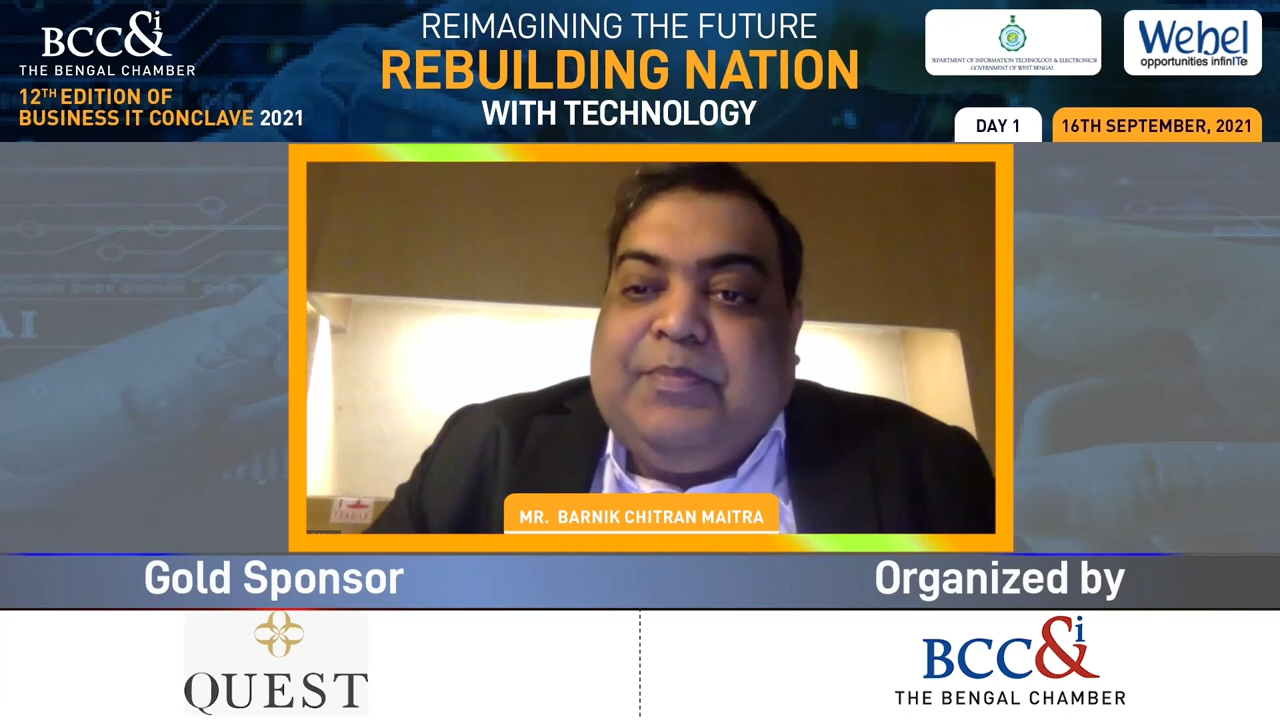 BCC&i
THE BENGAL CHAMBER
12TH EDITION OF
BUSINESS IT CONCLAVE 2021
REIMAGINING THE FUTURE
REBUILDING NATION
WITH TECHNOLOGY
DEPARTMENT OF INFORMATION TECHNOLOGY & ELECTRONICS
GOVERNMENT OF WEST BENGAL
Webel
opportunities infinITe
DAY 1
16TH SEPTEMBER, 2021
AI
FRAGILE
MR. BARNIK CHITRAN MAITRA
Gold Sponsor
Organized by
QUEST
BCC&i
THE BENGAL CHAMBER